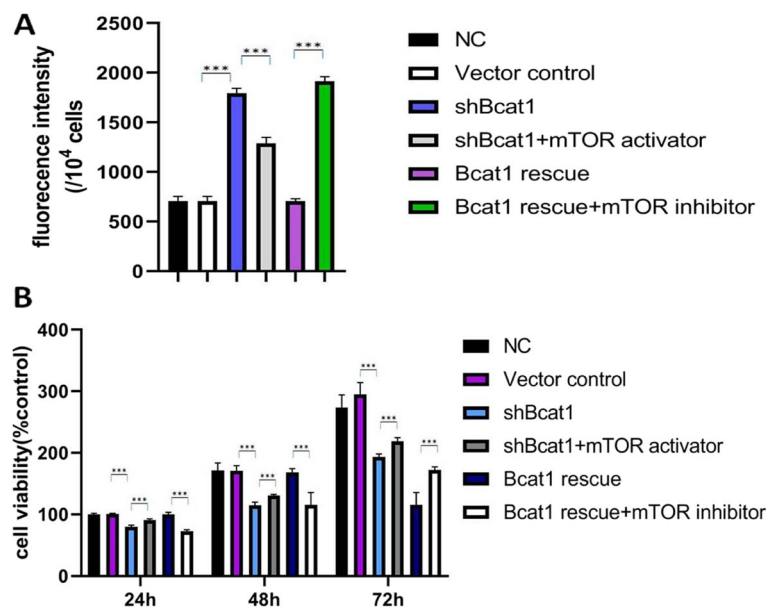 A
fluorecence intensity
(/10⁴ cells
2500
2000
1500
1000
500
0
***
***
***
NC
Vector control
shBcat1
shBcat1+mTOR activator
Bcat1 rescue
Bcat1 rescue+mTOR inhibitor
B
cell viability(%control)
400
300
200
100
0
***
***
***
***
***
***
***
***
***
24h
48h
72h
NC
Vector control
shBcat1
shBcat1+mTOR activator
Bcat1 rescue
Bcat1 rescue+mTOR inhibitor